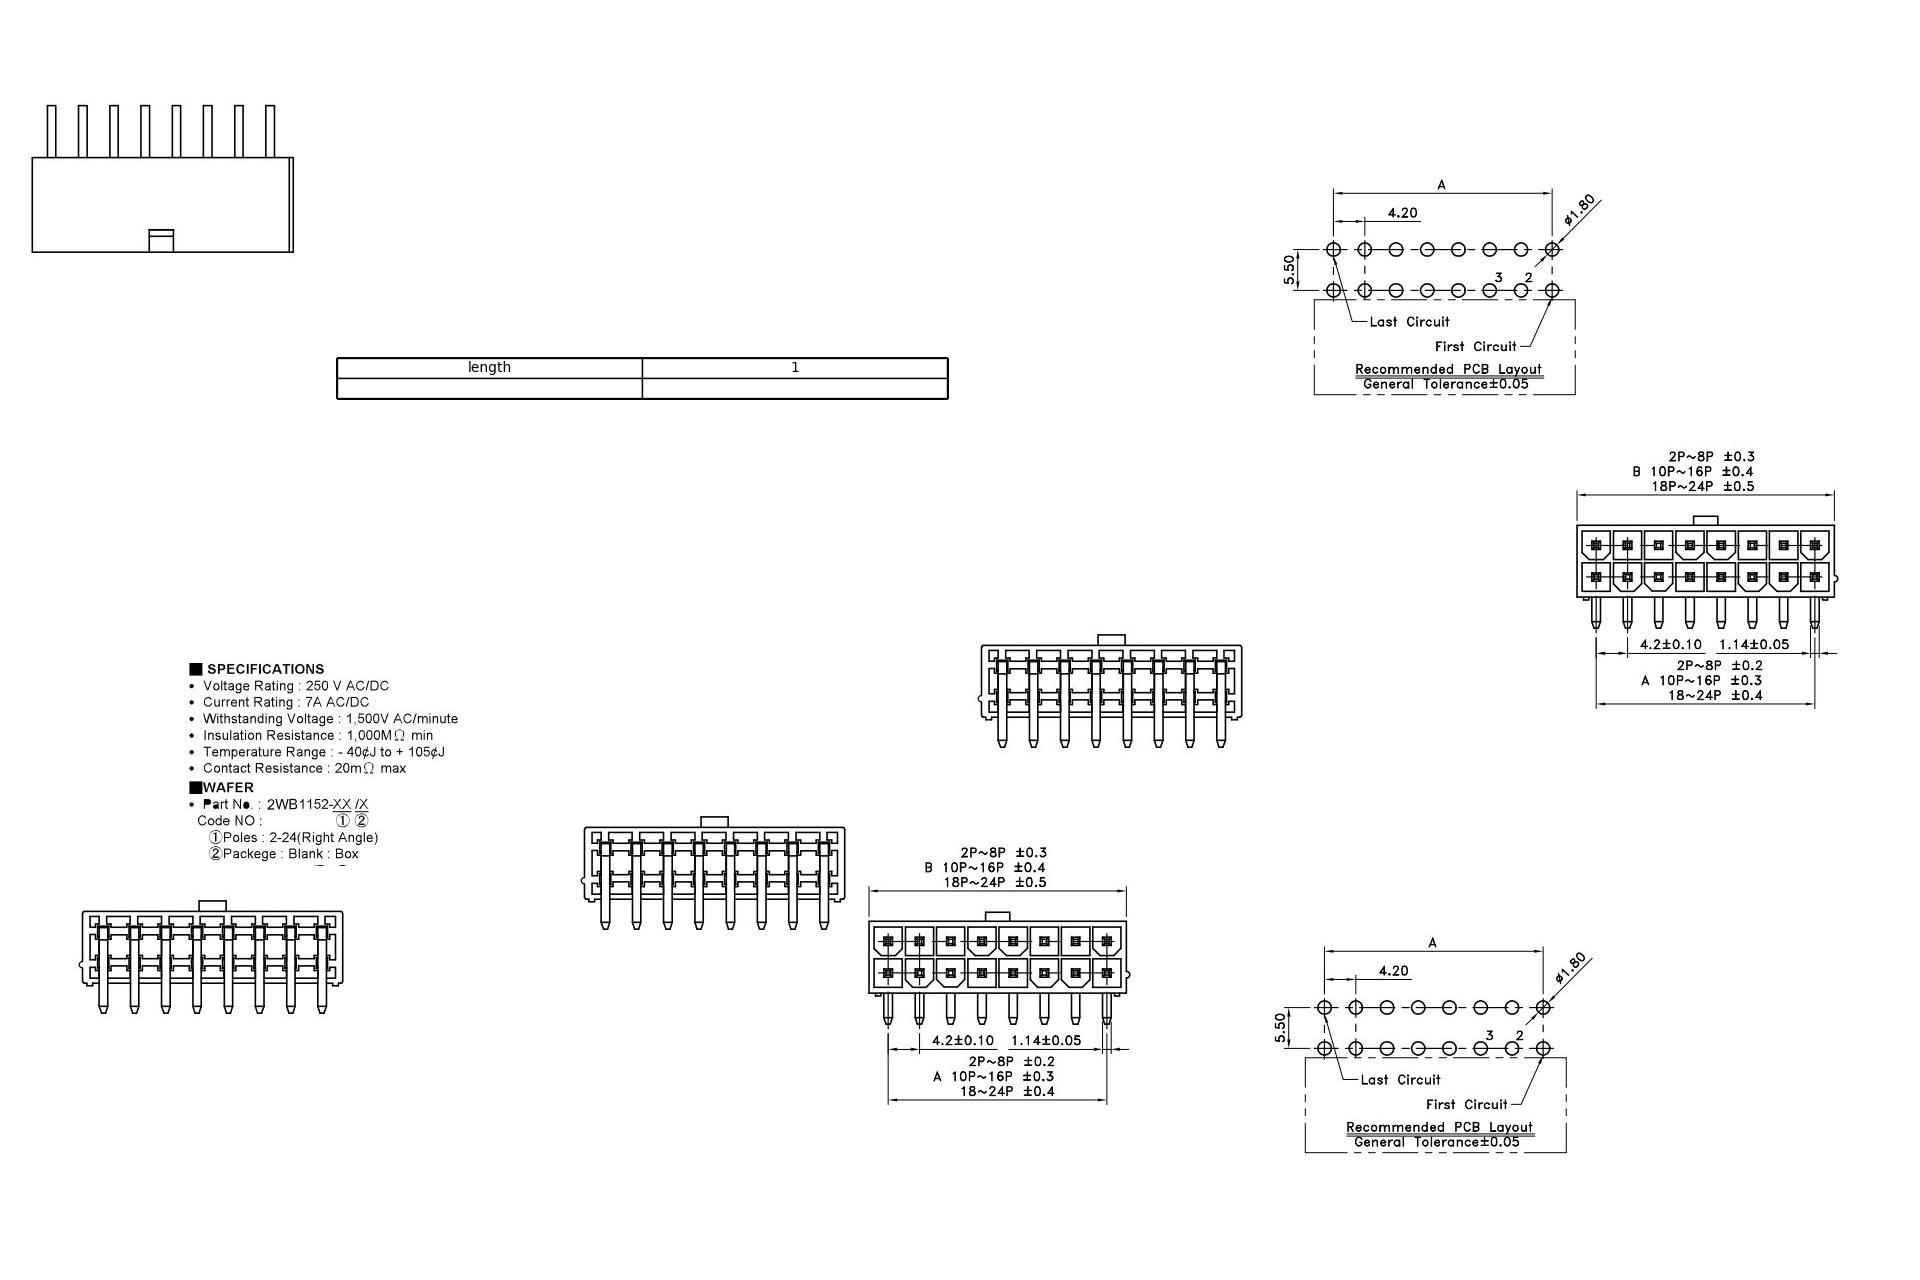 A
4.20
ø1.80
5.50
3 2
Last Circuit
First Circuit
Recommended PCB Layout
General Tolerance±0.05
length 1
2P~8P ±0.3
B 10P~16P ±0.4
18P~24P ±0.5
4.2±0.10 1.14±0.05
2P~8P ±0.2
A 10P~16P ±0.3
18~24P ±0.4
■ SPECIFICATIONS
• Voltage Rating : 250 V AC/DC
• Current Rating : 7A AC/DC
• Withstanding Voltage : 1,500V AC/minute
• Insulation Resistance : 1,000MΩ min
• Temperature Range : - 40¢J to + 105¢J
• Contact Resistance : 20mΩ max
■WAFER
• Part No. : 2WB1152-XX /X
Code NO : ① ②
①Poles : 2-24(Right Angle)
②Packege : Blank : Box
2P~8P ±0.3
B 10P~16P ±0.4
18P~24P ±0.5
4.2±0.10 1.14±0.05
2P~8P ±0.2
A 10P~16P ±0.3
18~24P ±0.4
A
4.20
ø1.80
5.50
3 2
Last Circuit
First Circuit
Recommended PCB Layout
General Tolerance±0.05